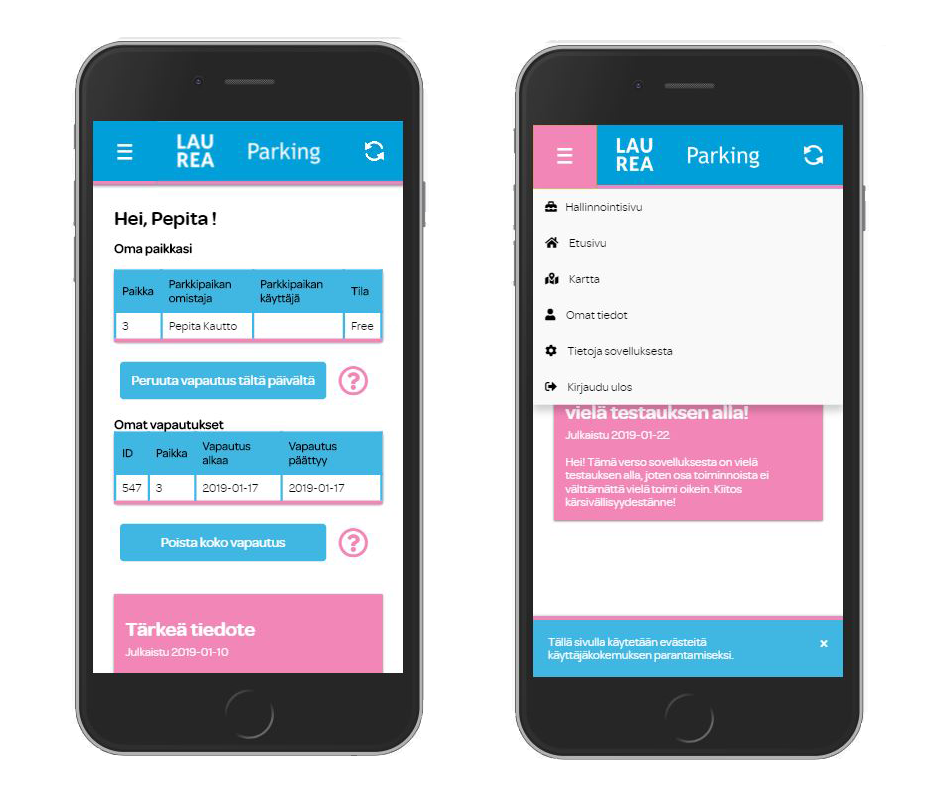 LAU
REA
Parking
Hei, Pepita !
Oma paikkasi
Paikka
Parkkipaikan
omistaja
Parkkipaikan
käyttäjä
Tila
3
Pepita Kautto
Free
Peruuta vapautus tältä päivältä
?
Omat vapautukset
ID
Paikka
Vapautus
alkaa
Vapautus
päättyy
547
3
2019-01-17
2019-01-17
Poista koko vapautus
?
Tärkeä tiedote
Julkaistu 2019-01-10
LAU
REA
Parking
Hallinnointisivu
Etusivu
Kartta
Omat tiedot
Tietoja sovelluksesta
Kirjaudu ulos
vielä testauksen alla!
Julkaistu 2019-01-22
Hei! Tämä verso sovelluksesta on vielä
testauksen alla, joten osa toiminnoista ei
välttämättä vielä toimi oikein. Kiitos
kärsivällisyydestänne!
Tällä sivulla käytetään evästeitä
käyttäjäkokemuksen parantamiseksi.
x